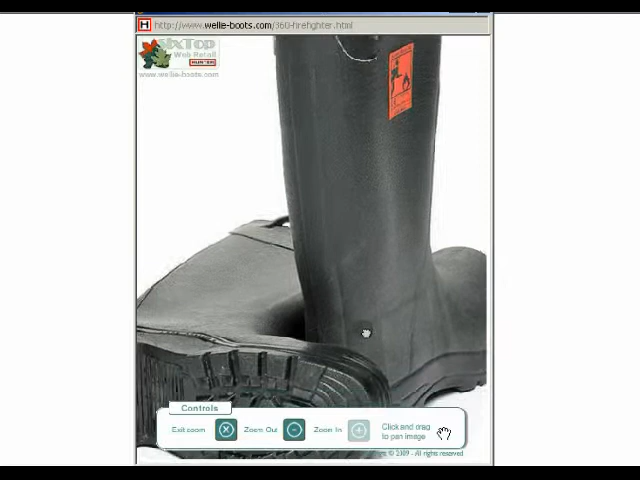 http://www.wellie-boots.com/360-firefighter.html
SixTop
Web Retail
HUNTER
www.wellie-boots.com
Controls
Exit zoom
Zoom Out
Zoom In
Click and drag
to pan image
© 2009 - All rights reserved